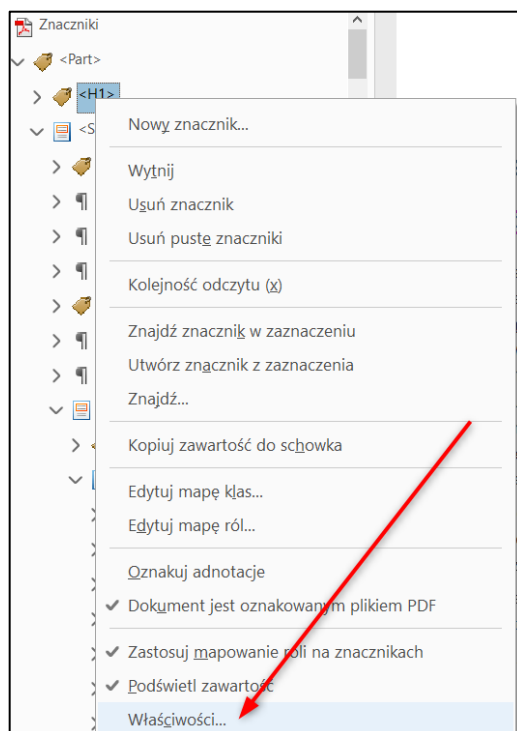 Znaczniki
<Part>
<H1>
<S
Nowy znacznik...
Wytnij
Usuń znacznik
Usuń puste znaczniki
Kolejność odczytu (x)
Znajdź znacznik w zaznaczeniu
Utwórz znacznik z zaznaczenia
Znajdź...
Kopiuj zawartość do schowka
Edytuj mapę klas...
Edytuj mapę ról...
Oznakuj adnotacje
Dokument jest oznakowanym plikiem PDF
Zastosuj mapowanie roli na znacznikach
Podświetl zawartość
Właściwości...